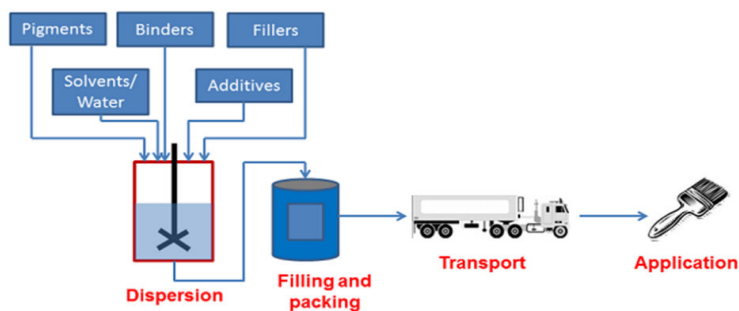 Pigments
Binders
Fillers
Solvents/
Water
Additives
Dispersion
Filling and
packing
Transport
Application